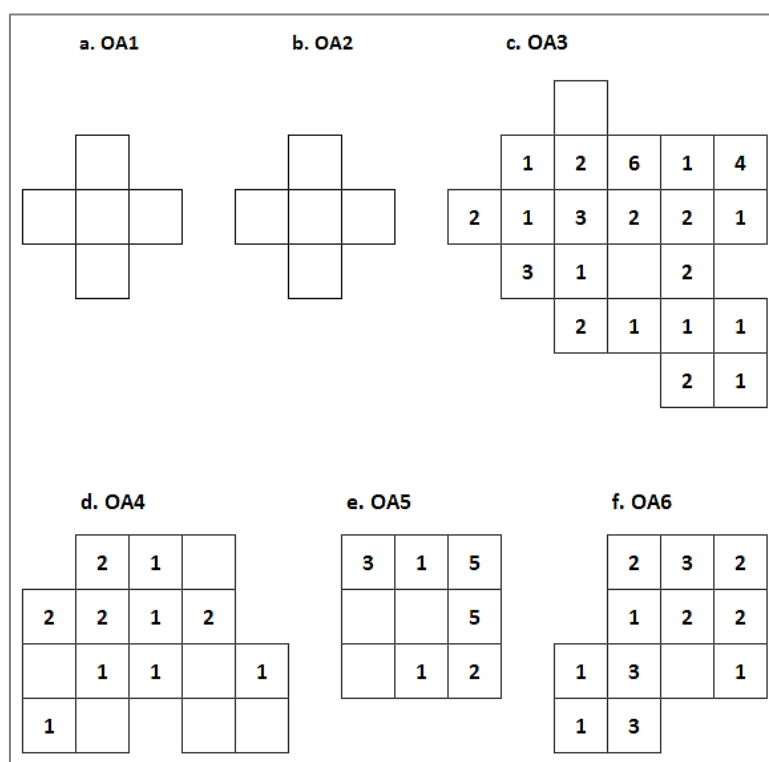 a. OA1 b. OA2 c. OA3
1 2 6 1 4
2 1 3 2 2 1
3 1 2
2 1 1 1
2 1
d. OA4 e. OA5 f. OA6
2 1 3 1 5 2 3 2
2 2 1 2 5 1 2 2
1 1 1 1 2 1 3 1
1 1 3